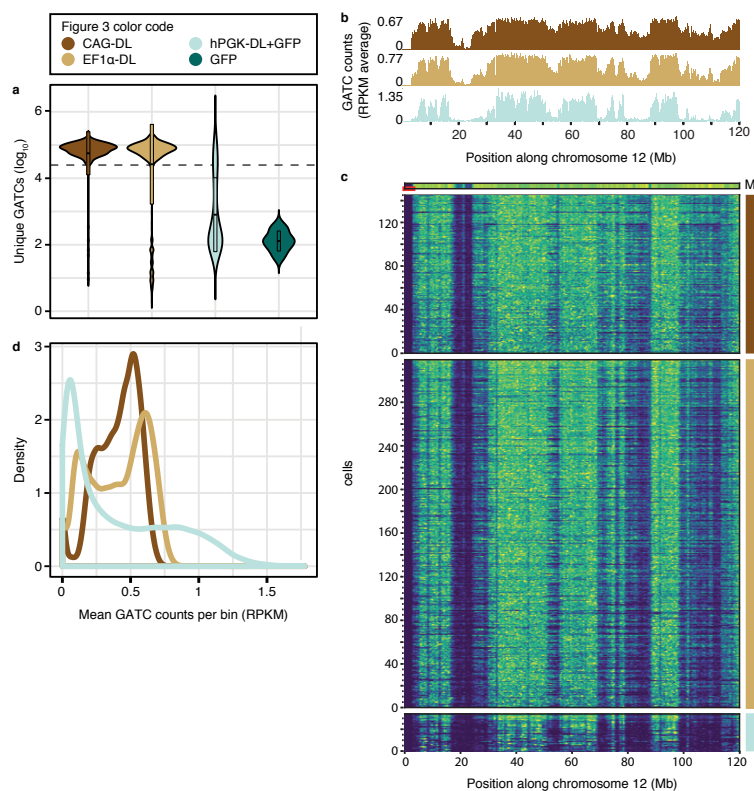 Figure 3 color code
CAG-DL
EF1α-DL
hPGK-DL+GFP
GFP
a
6
4
2
0
Unique GATCs (log10)
b
0.67
0
0.77
0
1.35
0
GATC counts
(RPKM average)
20 40 60 80 100 120
Position along chromosome 12 (Mb)
c
M
120
80
40
0
280
240
200
160
120
80
40
0
0
cells
0 20 40 60 80 100 120
Position along chromosome 12 (Mb)
d
3
2
1
0
Density
0 0.5 1 1.5
Mean GATC counts per bin (RPKM)